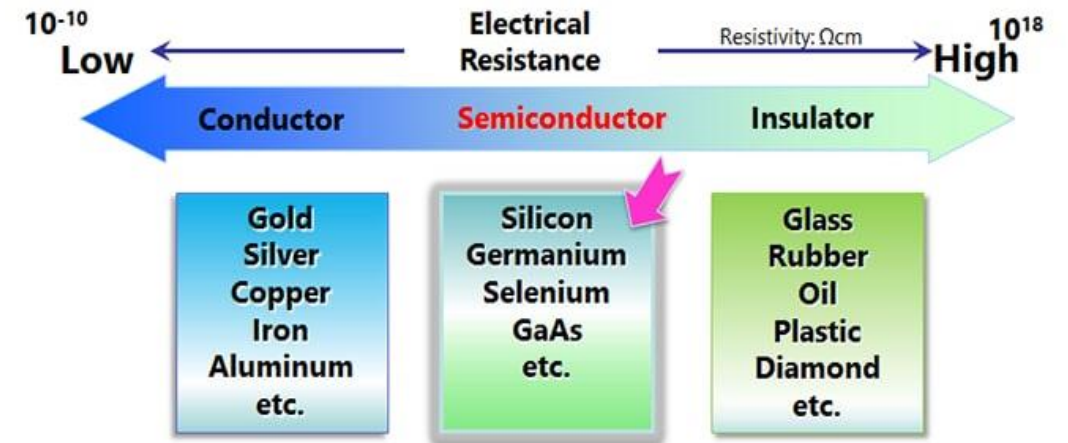 10⁻¹⁰
Low
Electrical
Resistance
Resistivity: Ωcm
10¹⁸
High
Conductor
Semiconductor
Insulator
Gold
Silver
Copper
Iron
Aluminum
etc.
Silicon
Germanium
Selenium
GaAs
etc.
Glass
Rubber
Oil
Plastic
Diamond
etc.